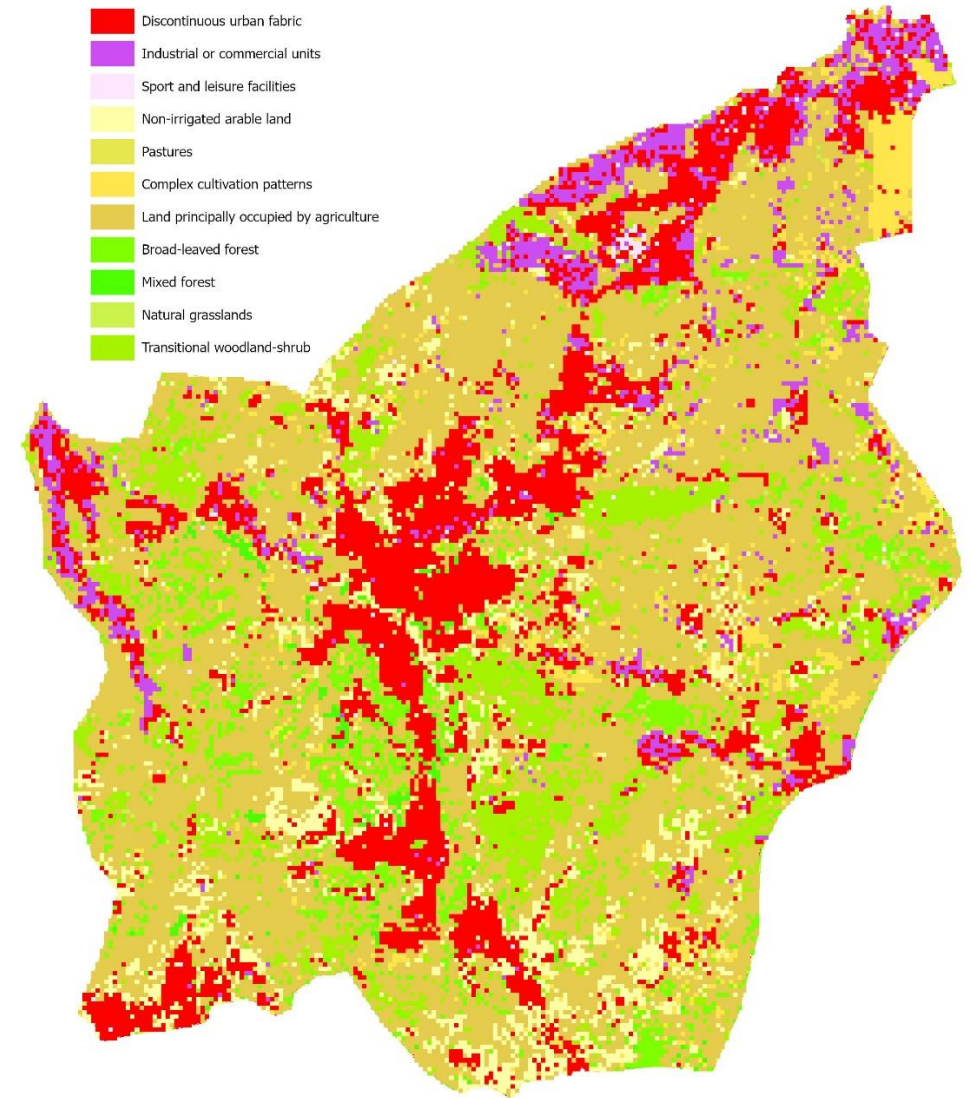 Discontinuous urban fabric
Industrial or commercial units
Sport and leisure facilities
Non-irrigated arable land
Pastures
Complex cultivation patterns
Land principally occupied by agriculture
Broad-leaved forest
Mixed forest
Natural grasslands
Transitional woodland-shrub